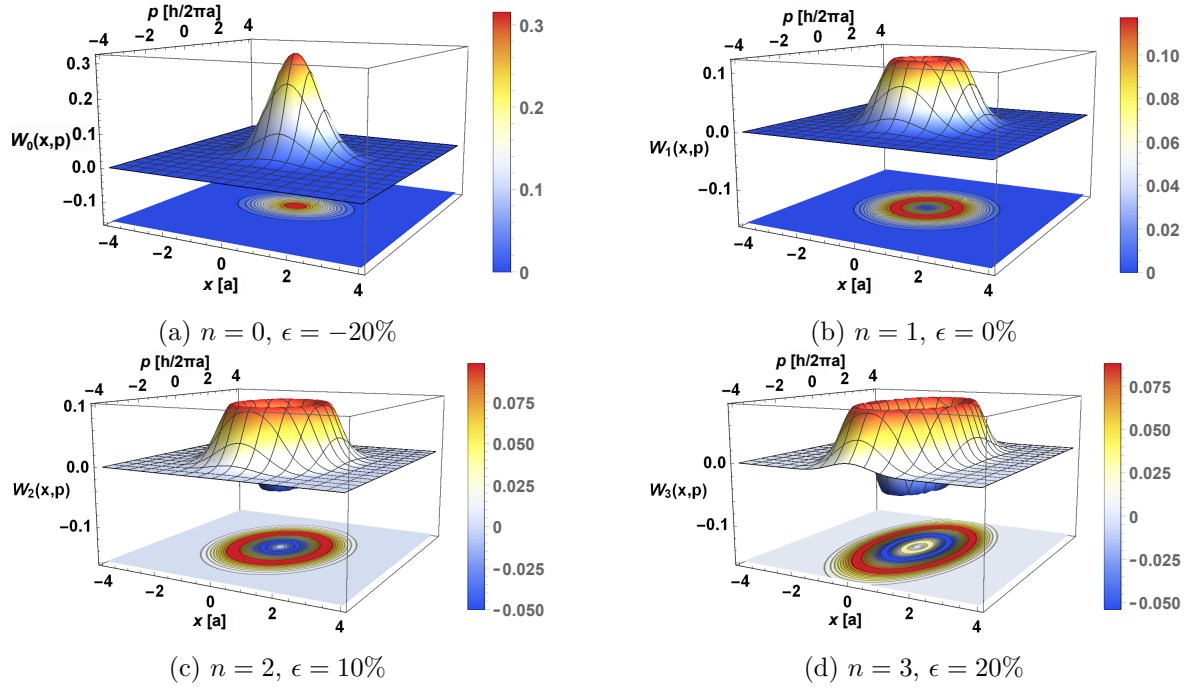 p [h/2πa]
−4 −2 0 2 4
0.3
0.2
0.1
0.0
−0.1
W0(x,p)
−4 −2 0 2 4
x [a]
0.3
0.2
0.1
0
(a) n = 0, ϵ = −20%
p [h/2πa]
−4 −2 0 2 4
0.1
0.0
−0.1
W1(x,p)
−4 −2 0 2 4
x [a]
0.10
0.08
0.06
0.04
0.02
0
(b) n = 1, ϵ = 0%
p [h/2πa]
−4 −2 0 2 4
0.1
0.0
−0.1
W2(x,p)
−4 −2 0 2 4
x [a]
0.075
0.050
0.025
0
−0.025
−0.050
(c) n = 2, ϵ = 10%
p [h/2πa]
−4 −2 0 2 4
0.0
−0.1
W3(x,p)
−4 −2 0 2 4
x [a]
0.075
0.050
0.025
0
−0.025
−0.050
(d) n = 3, ϵ = 20%